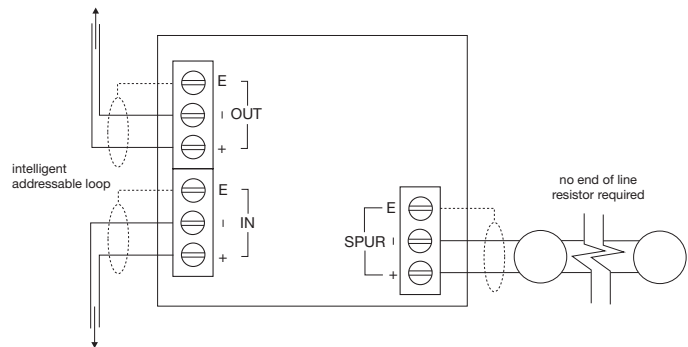 E
– OUT
+
intelligent
addressable loop
E
– IN
+
no end of line
resistor required
E
SPUR –
+